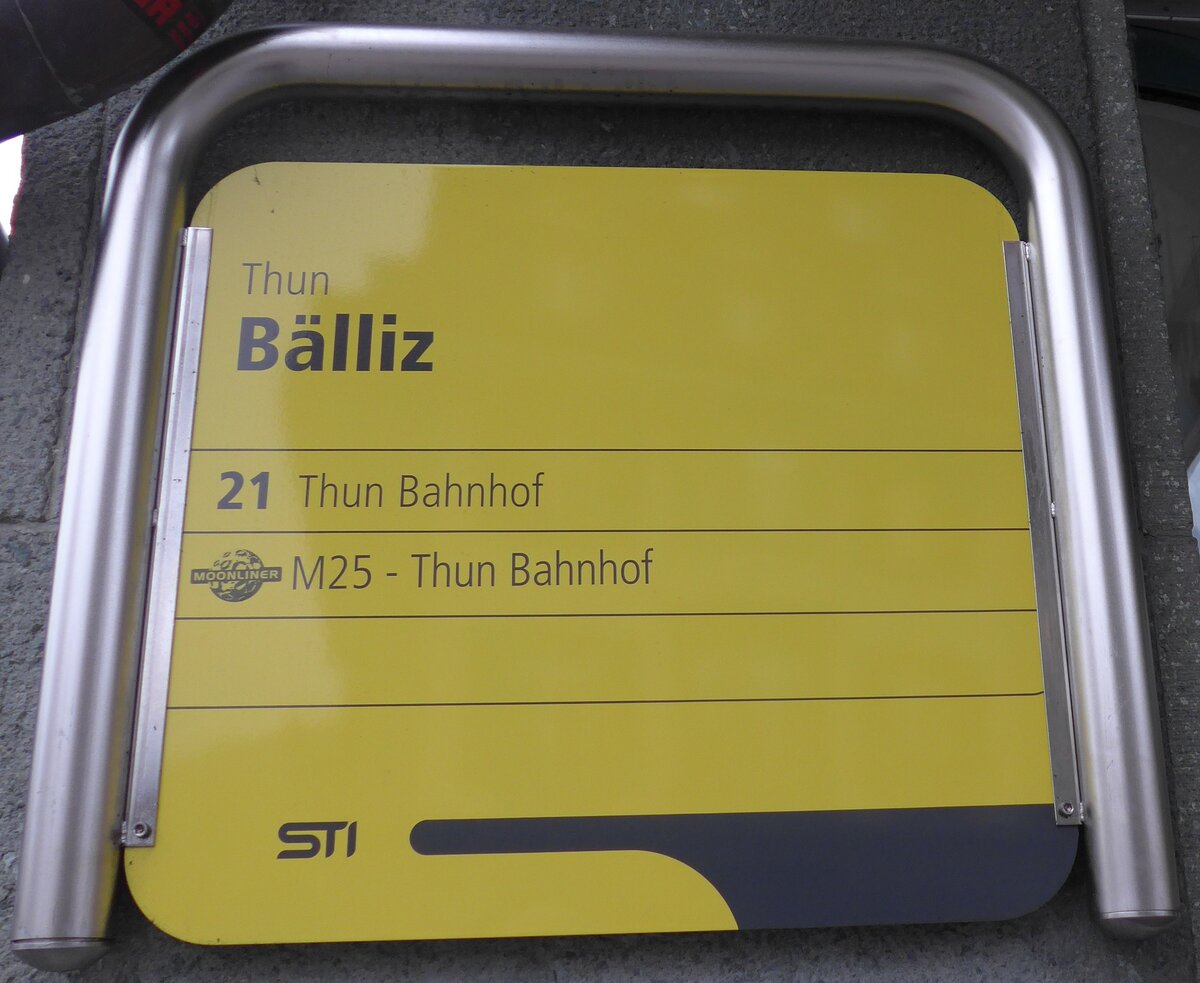 Thun
Bälliz
21 Thun Bahnhof
MOONLINER M25 - Thun Bahnhof
STI